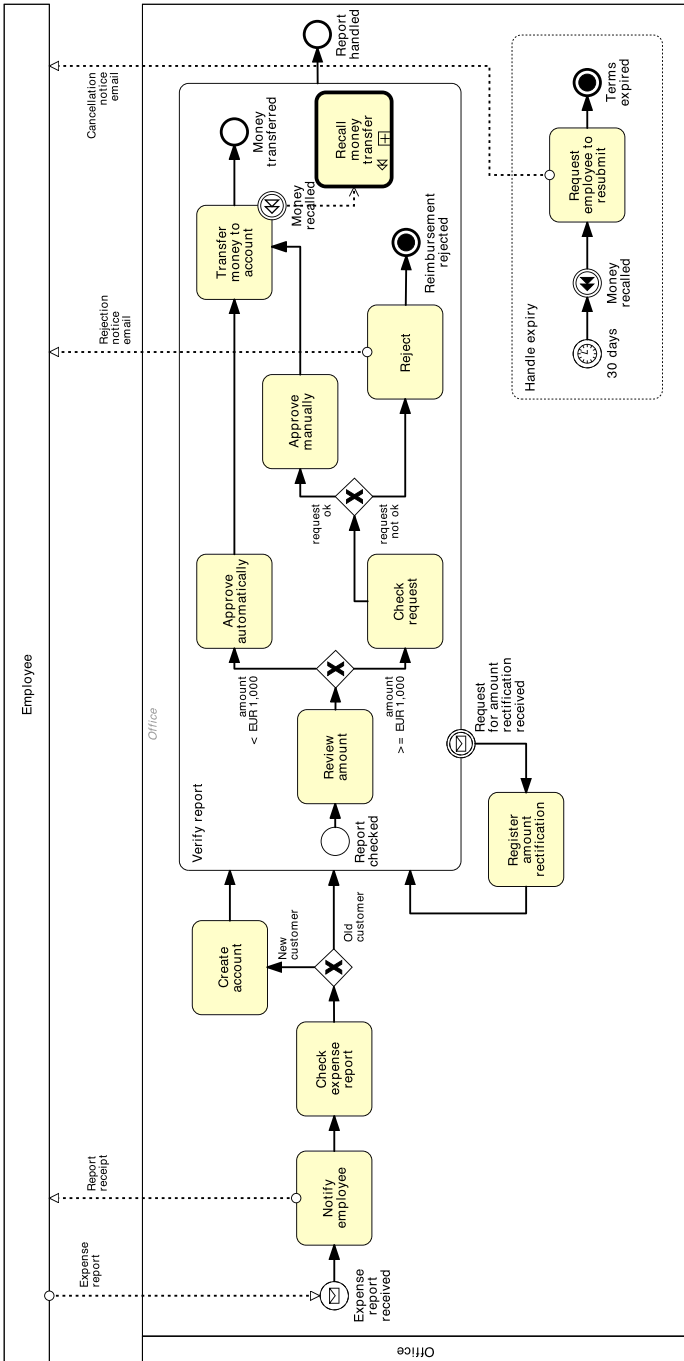 Employee
Expense
report
Report
receipt
Rejection
notice
email
Cancellation
notice
email
Office
Office
Expense
report
received
Notify
employee
Check
expense
report
New
customer
Old
customer
Create
account
Verify report
Report
checked
Review
amount
amount
< EUR 1,000
amount
>= EUR 1,000
Approve
automatically
Check
request
request
ok
request
not ok
Approve
manually
Reject
Reimbursement
rejected
Transfer
money to
account
Money
recalled
Money
transferred
Recall
money
transfer
Report
handled
Request
for amount
rectification
received
Register
amount
rectification
Handle expiry
30 days
Money
recalled
Request
employee to
resubmit
Terms
expired